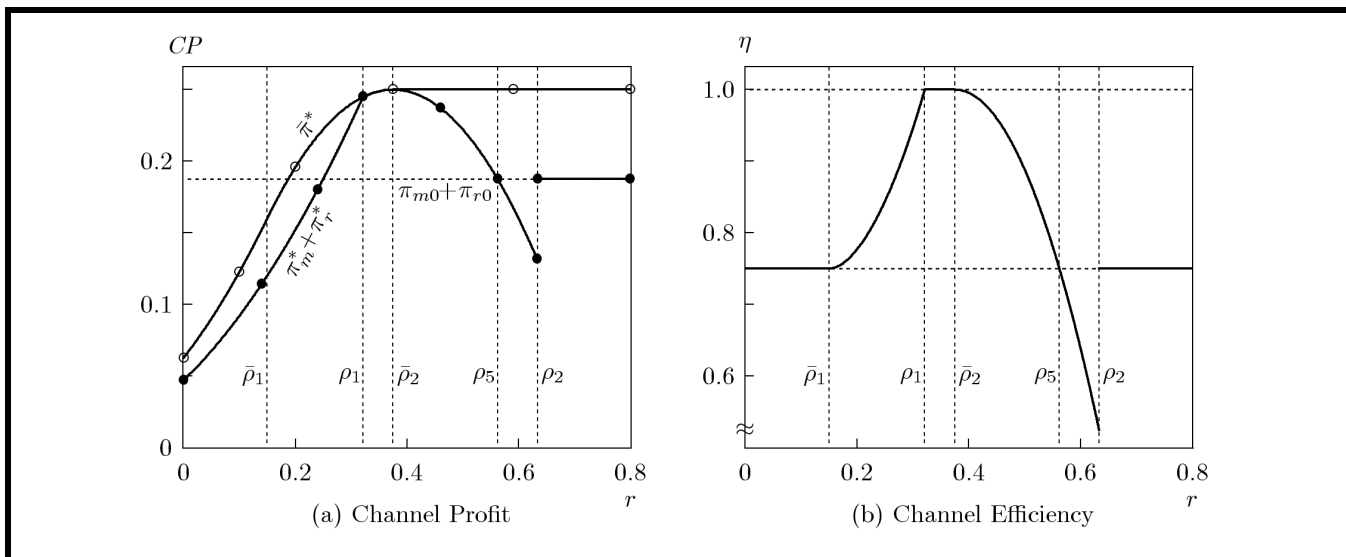 CP
0.2
0.1
0
π̄*
π*m+π*r
πm0+πr0
ρ̄1 ρ1 ρ̄2 ρ5 ρ2
0 0.2 0.4 0.6 0.8
r
(a) Channel Profit
η
1.0
0.8
0.6
≈
ρ̄1 ρ1 ρ̄2 ρ5 ρ2
0 0.2 0.4 0.6 0.8
r
(b) Channel Efficiency